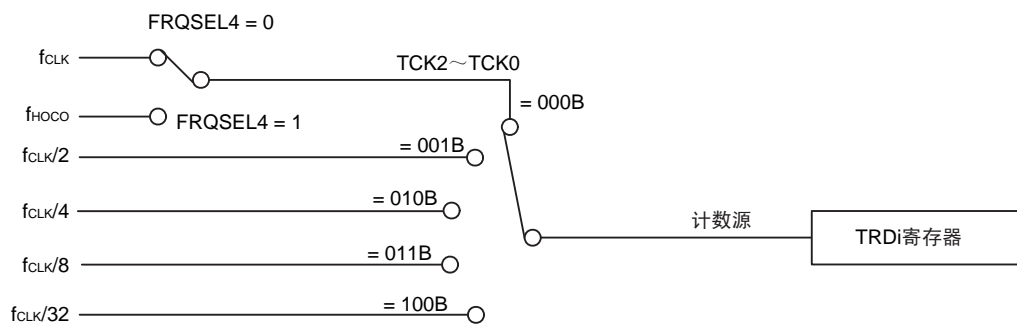 FRQSEL4 = 0
fCLK
TCK2～TCK0
= 000B
fHOCO
FRQSEL4 = 1
fCLK/2
= 001B
fCLK/4
= 010B
计数源
TRDi寄存器
fCLK/8
= 011B
fCLK/32
= 100B